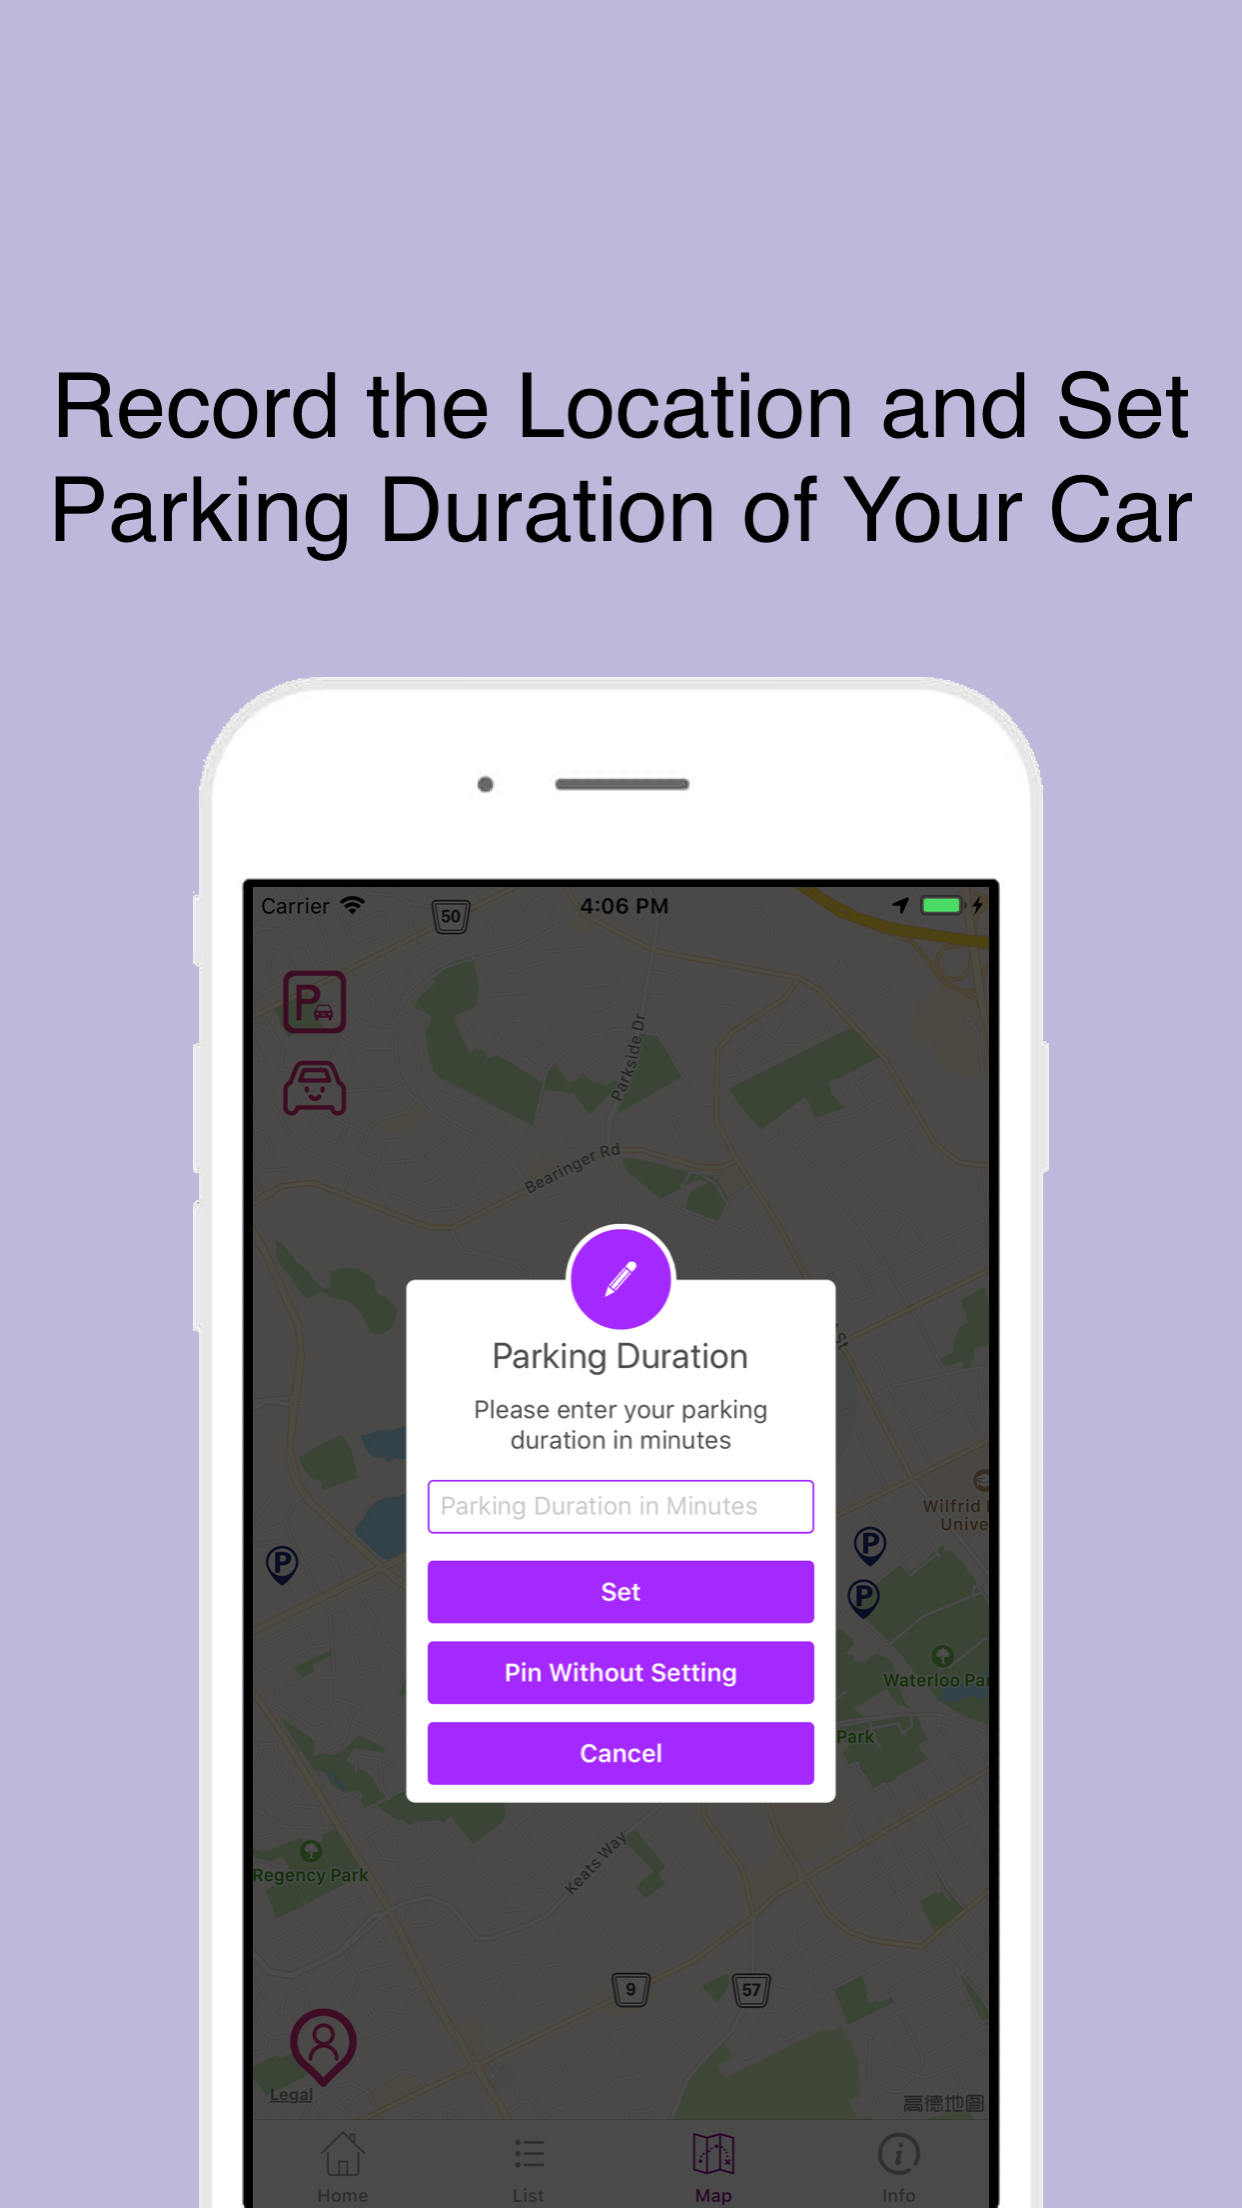 Record the Location and Set
Parking Duration of Your Car
Carrier
50
4:06 PM
P
Parkside Dr
Bearinger Rd
St
Parking Duration
Please enter your parking
duration in minutes
Parking Duration in Minutes
Set
Pin Without Setting
Cancel
Wilfrid
Unive
P
P
P
Waterloo Par
Park
Regency Park
Keats Way
9
57
Legal
高德地图
Home
List
Map
Info